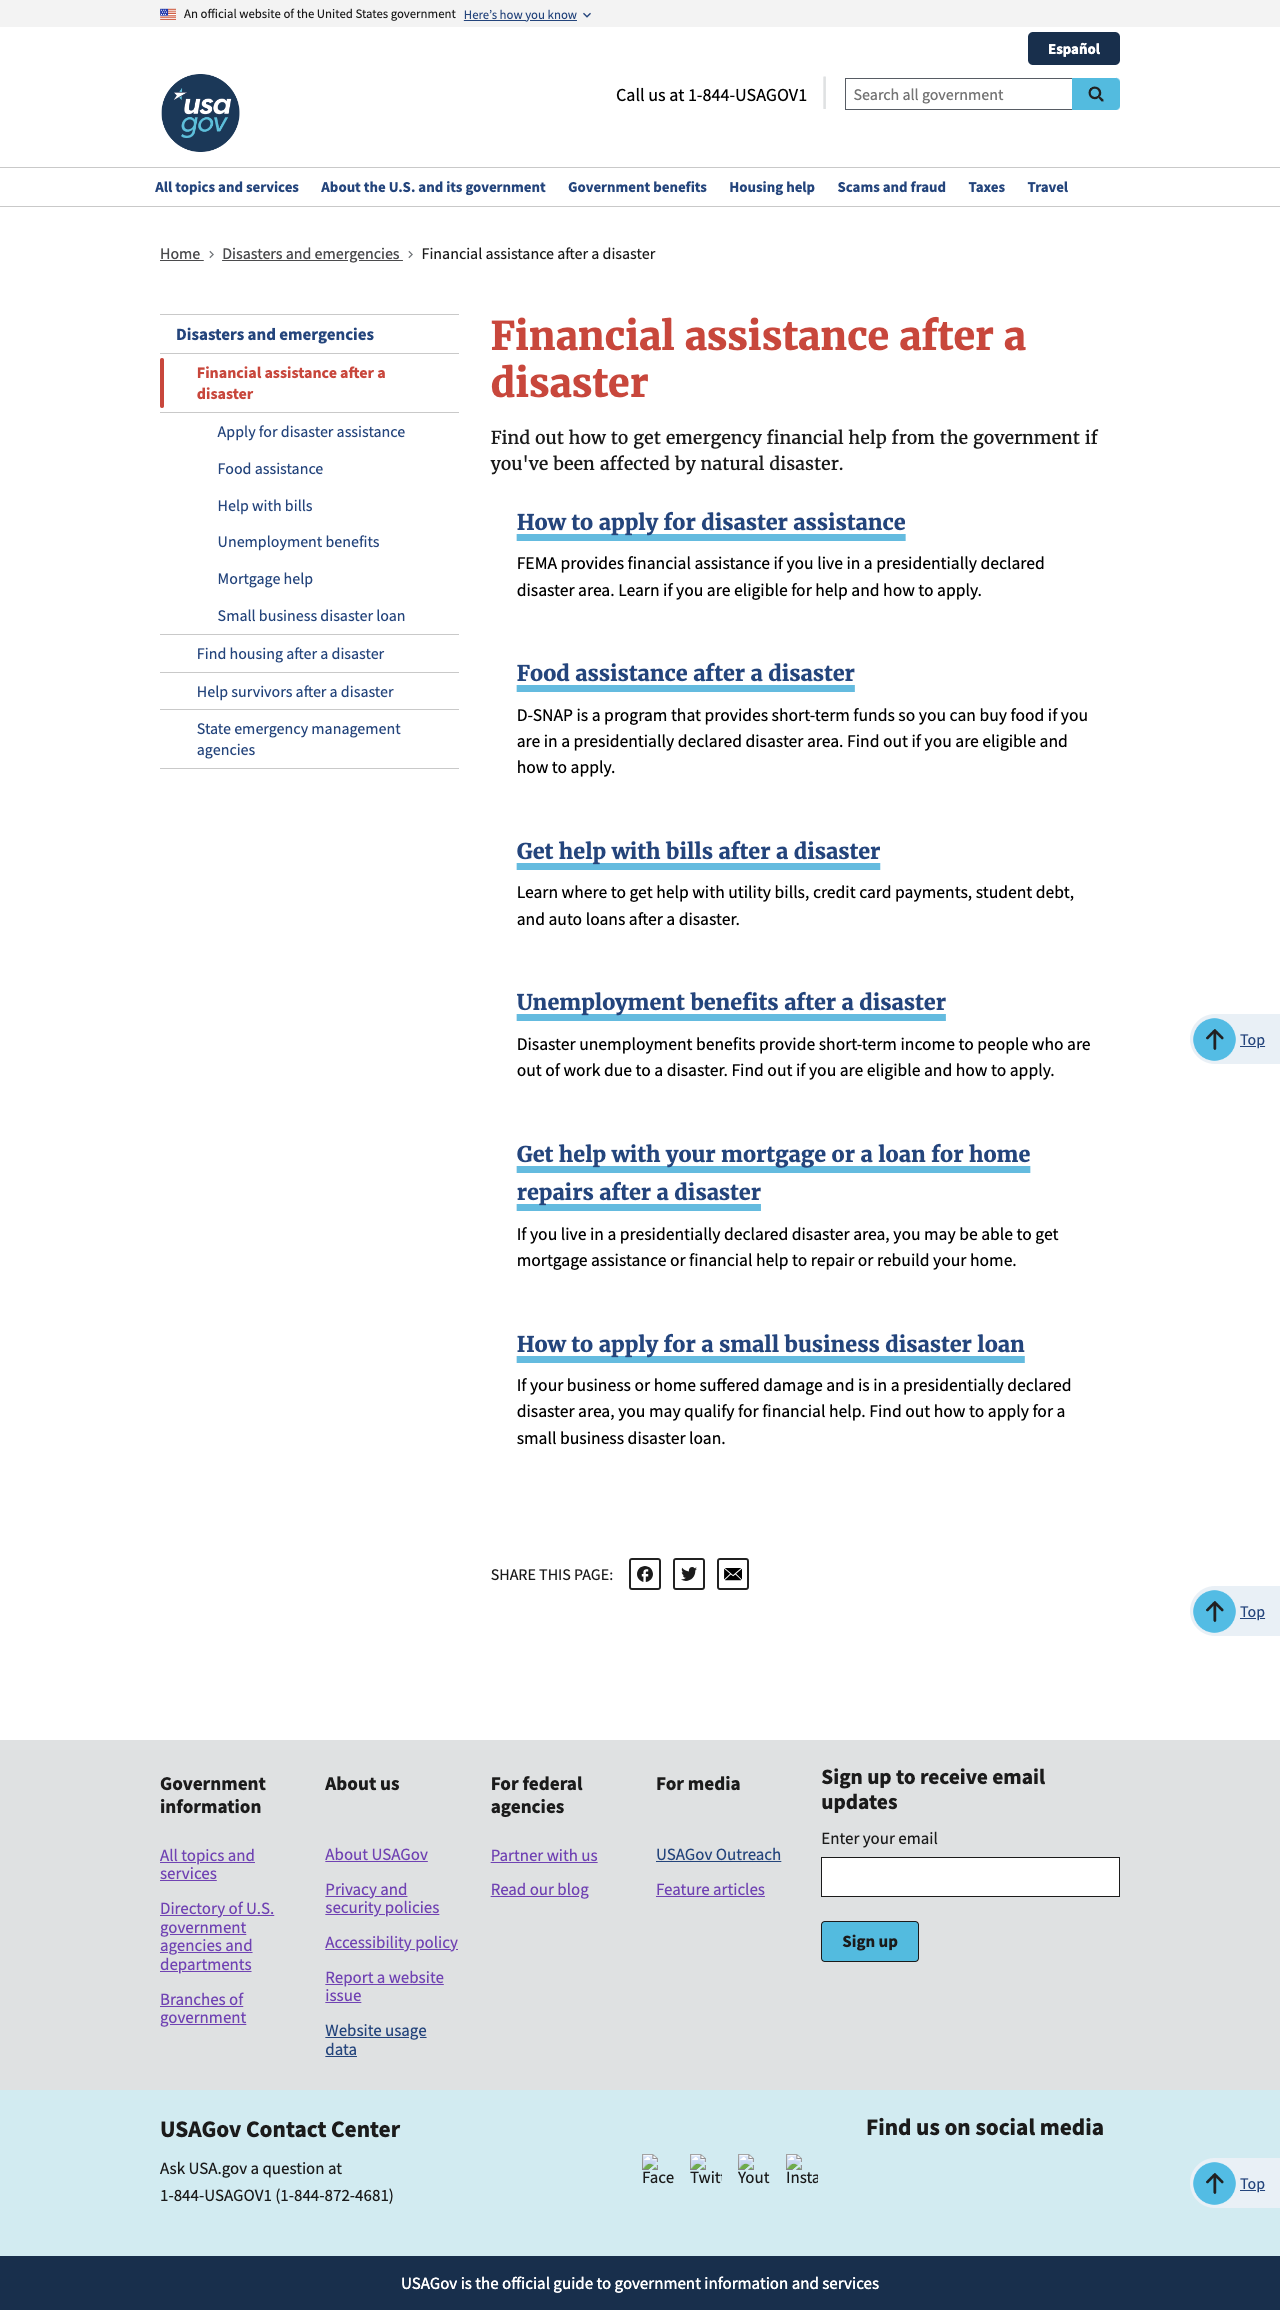 An official website of the United States government Here's how you know
Español
usa
gov
Call us at 1-844-USAGOV1
Search all government
All topics and services About the U.S. and its government Government benefits Housing help Scams and fraud Taxes Travel
Home Disasters and emergencies Financial assistance after a disaster
Disasters and emergencies
Financial assistance after a
disaster
Apply for disaster assistance
Food assistance
Help with bills
Unemployment benefits
Mortgage help
Small business disaster loan
Find housing after a disaster
Help survivors after a disaster
State emergency management
agencies
Financial assistance after a
disaster
Find out how to get emergency financial help from the government if
you've been affected by natural disaster.
How to apply for disaster assistance
FEMA provides financial assistance if you live in a presidentially declared
disaster area. Learn if you are eligible for help and how to apply.
Food assistance after a disaster
D-SNAP is a program that provides short-term funds so you can buy food if you
are in a presidentially declared disaster area. Find out if you are eligible and
how to apply.
Get help with bills after a disaster
Learn where to get help with utility bills, credit card payments, student debt,
and auto loans after a disaster.
Unemployment benefits after a disaster
Disaster unemployment benefits provide short-term income to people who are
out of work due to a disaster. Find out if you are eligible and how to apply.
Top
Get help with your mortgage or a loan for home
repairs after a disaster
If you live in a presidentially declared disaster area, you may be able to get
mortgage assistance or financial help to repair or rebuild your home.
How to apply for a small business disaster loan
If your business or home suffered damage and is in a presidentially declared
disaster area, you may qualify for financial help. Find out how to apply for a
small business disaster loan.
SHARE THIS PAGE:
Top
Government
information
All topics and
services
Directory of U.S.
government
agencies and
departments
Branches of
government
About us
About USAGov
Privacy and
security policies
Accessibility policy
Report a website
issue
Website usage
data
For federal
agencies
Partner with us
Read our blog
For media
USAGov Outreach
Feature articles
Sign up to receive email
updates
Enter your email
Sign up
USAGov Contact Center
Ask USA.gov a question at
1-844-USAGOV1 (1-844-872-4681)
Find us on social media
Face Twit Yout Insta
Top
USAGov is the official guide to government information and services